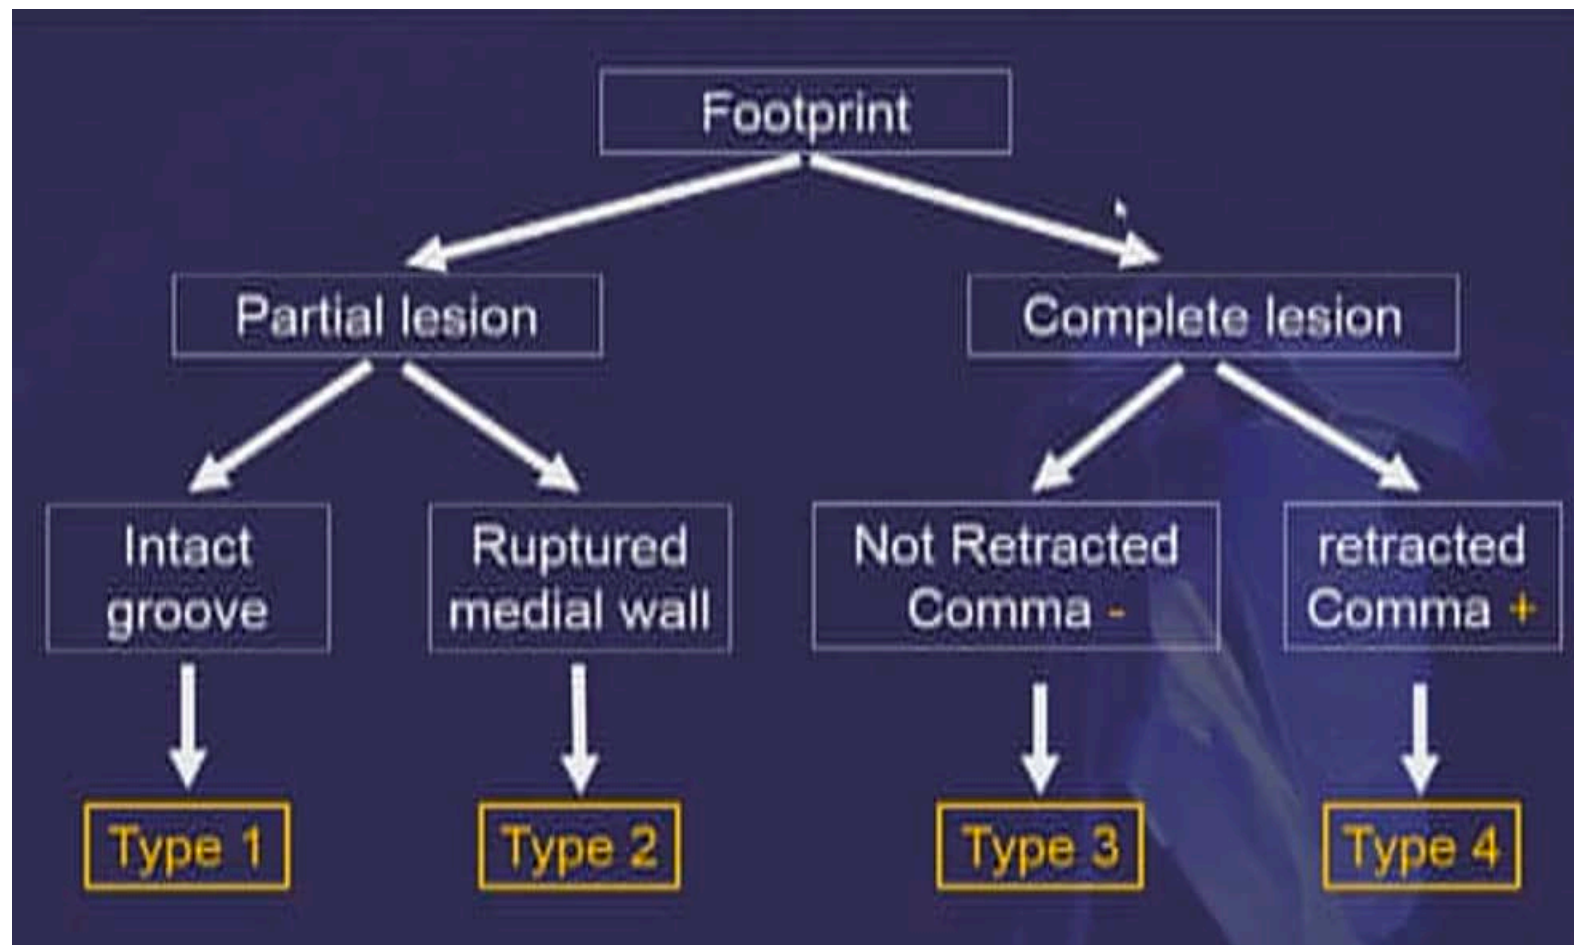 Footprint
Partial lesion
Complete lesion
Intact
groove
Ruptured
medial wall
Not Retracted
Comma -
retracted
Comma +
Type 1
Type 2
Type 3
Type 4